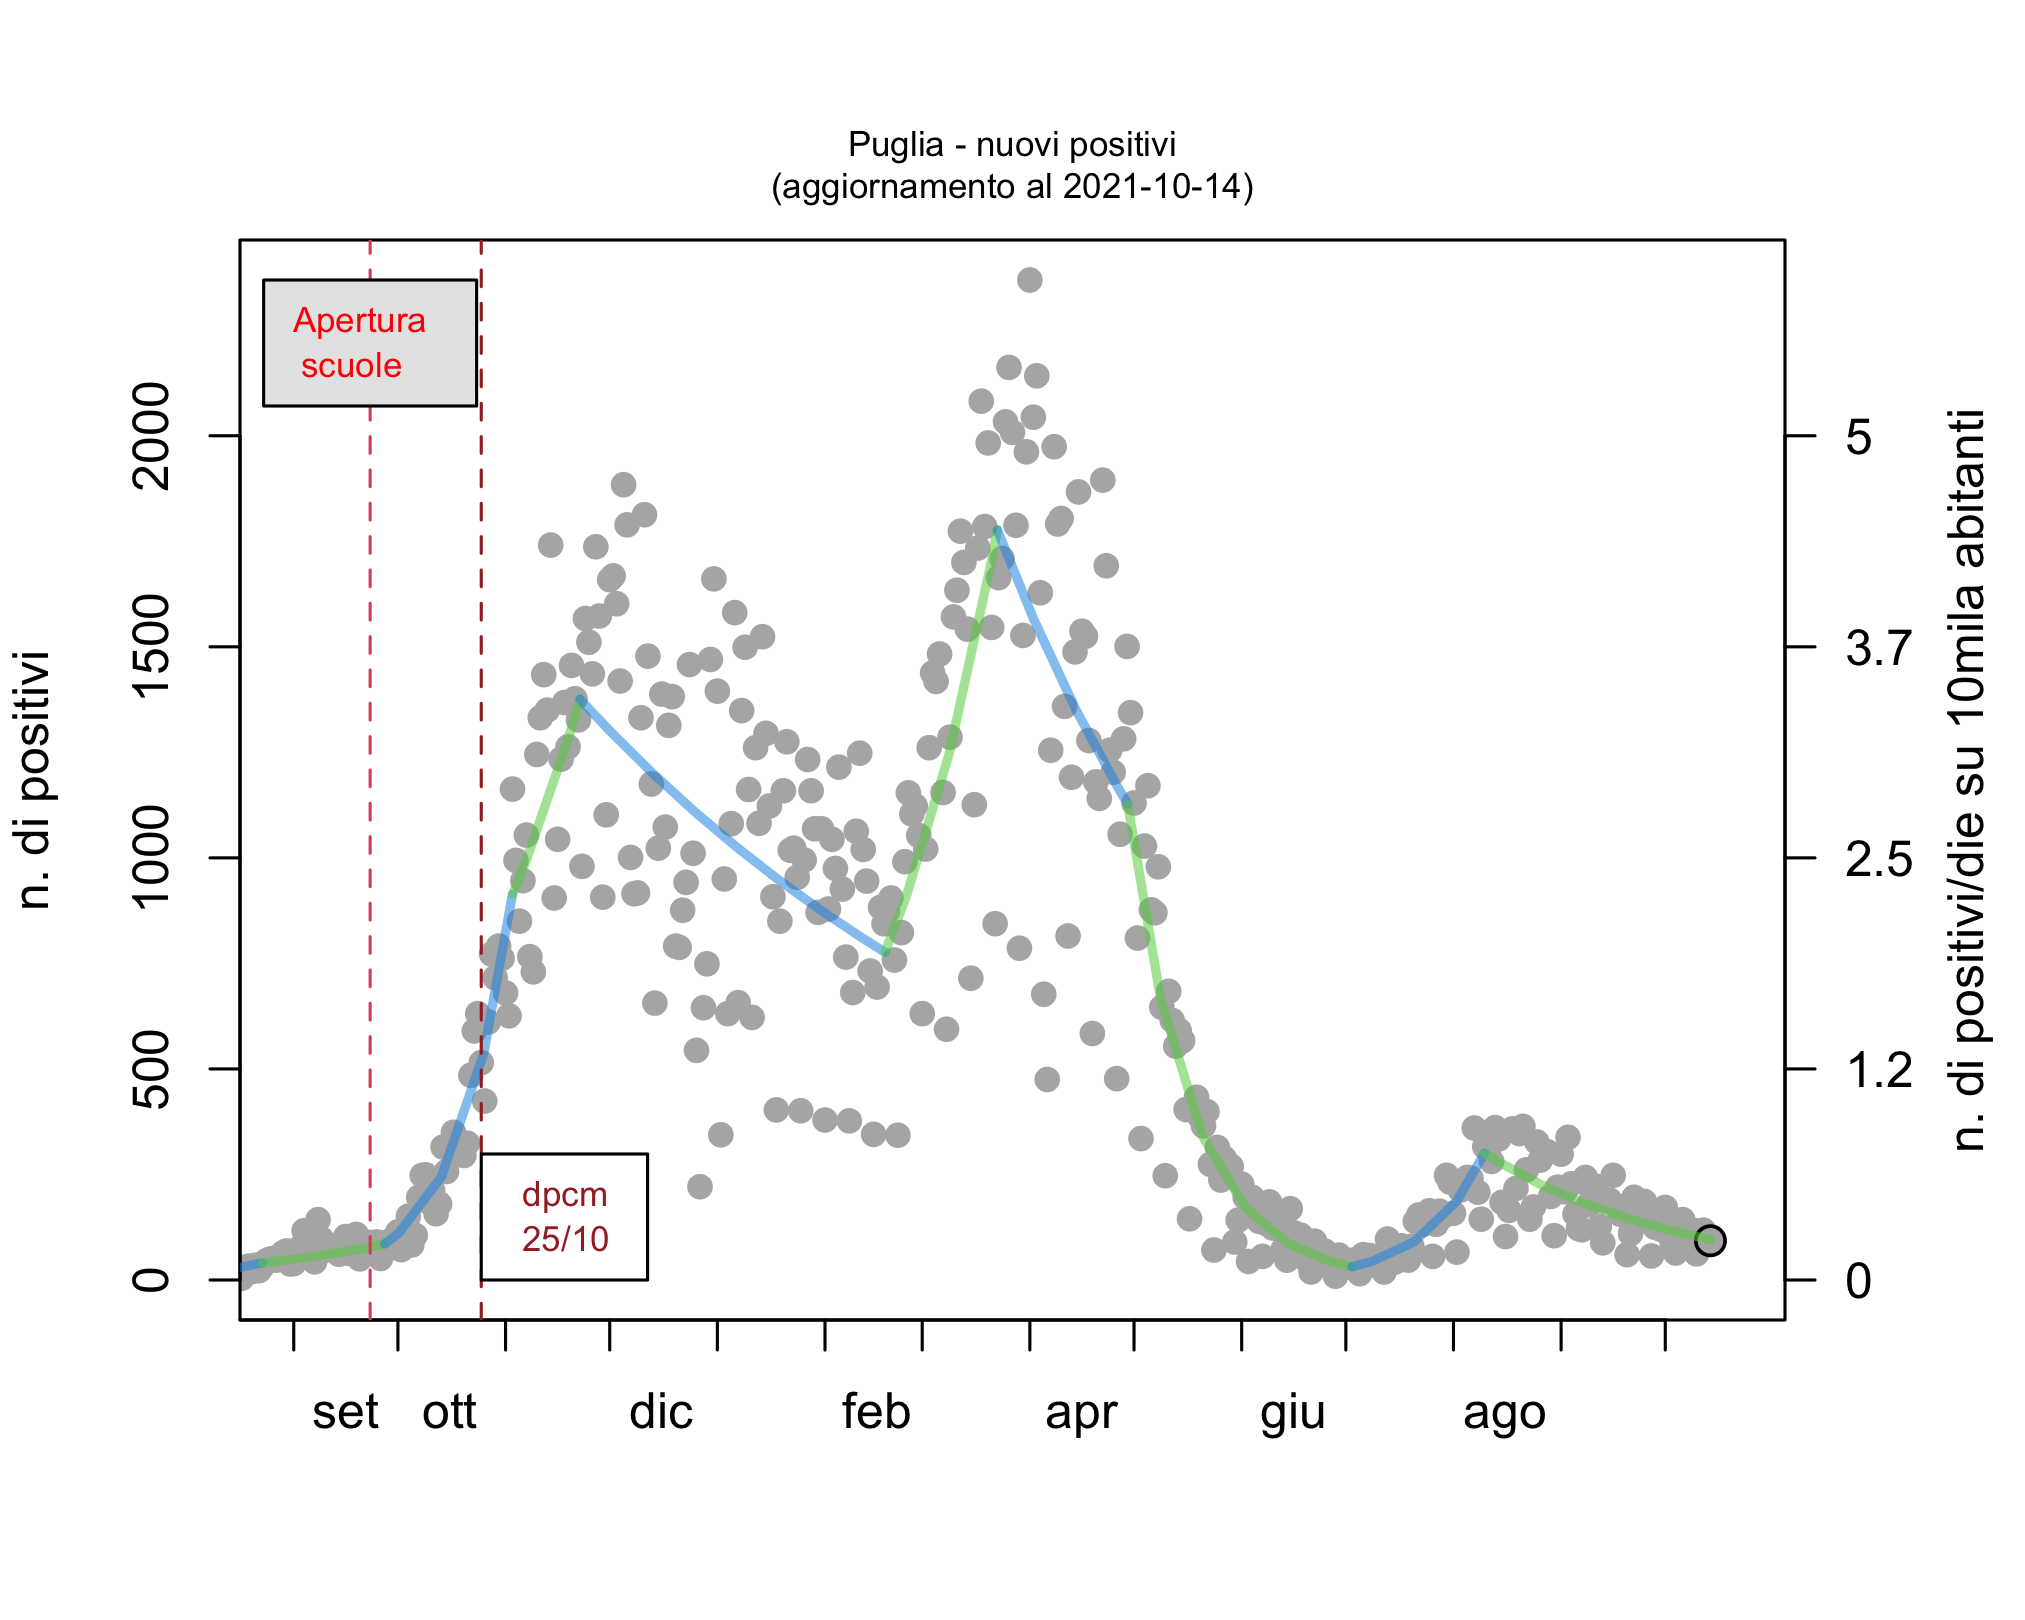 Puglia - nuovi positivi
(aggiornamento al 2021-10-14)
Apertura
scuole
dpcm
25/10
n. di positivi
0
500
1000
1500
2000
n. di positivi/die su 10mila abitanti
5
3.7
2.5
1.2
0
set ott dic feb apr giu ago